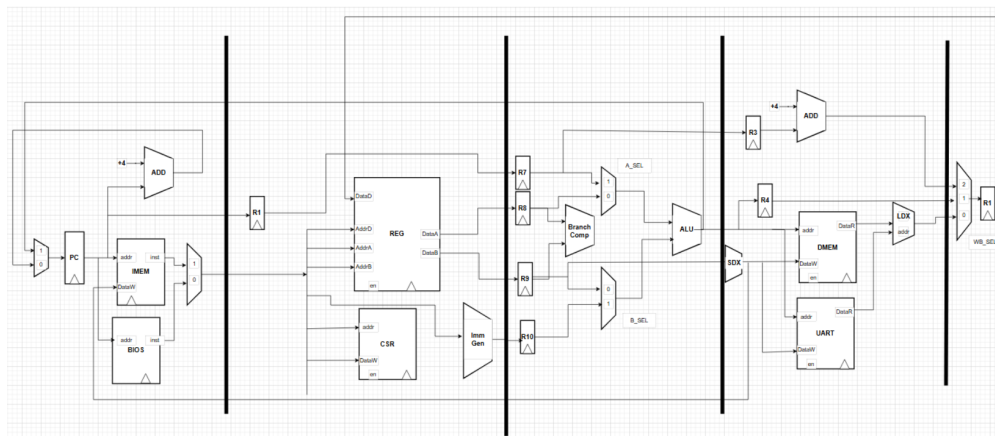 +4
ADD
1
0
PC
addr
inst
IMEM
DataW
1
0
addr
inst
BIOS
R1
DataD
REG
AddrD
DataA
AddrA
DataB
AddrB
en
addr
CSR
DataW
en
Imm
Gen
R7
R8
R9
R10
A_SEL
1
0
Branch
Comp
0
1
B_SEL
ALU
SDX
+4
ADD
R3
R4
addr
DataR
DMEM
DataW
en
LDX
addr
DataR
addr
UART
DataW
en
2
1
0
R1
WB_SEL